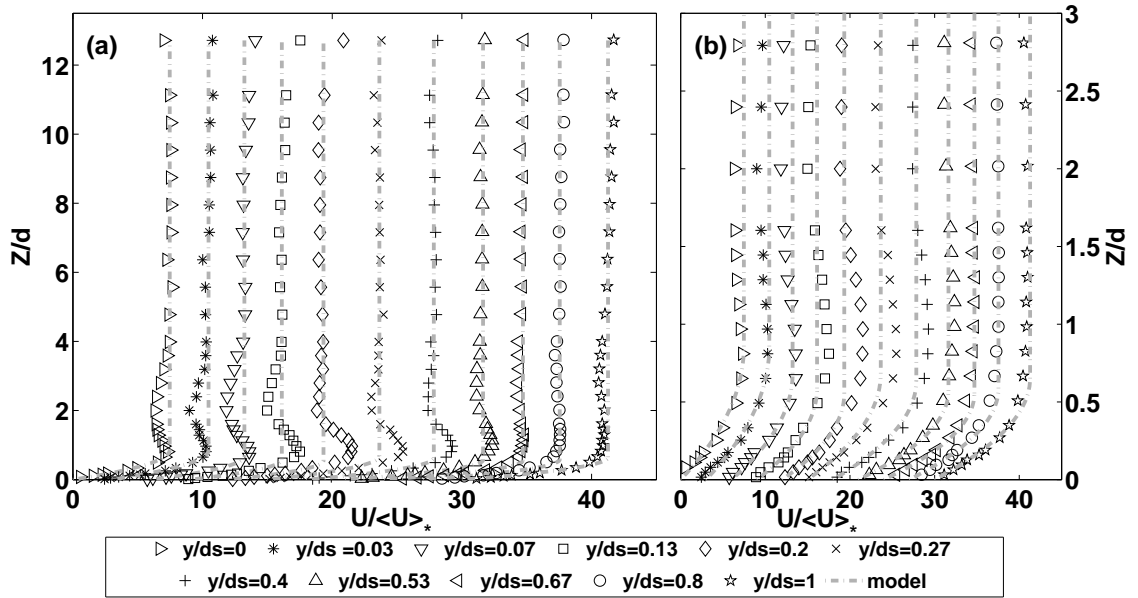 (a)
12
10
8
6
4
2
0
Z/d
0 10 20 30 40
U/<U>*
(b)
3
2.5
2
1.5
1
0.5
0
Z/d
0 10 20 30 40
U/<U>*
y/ds=0 y/ds =0.03 y/ds=0.07 y/ds=0.13 y/ds=0.2 y/ds=0.27
y/ds=0.4 y/ds=0.53 y/ds=0.67 y/ds=0.8 y/ds=1 model